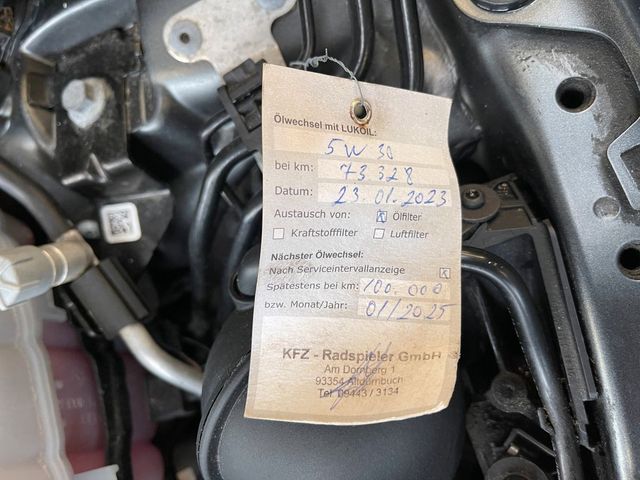 Ölwechsel mit LUKOIL:
5W 30
bei km: 73 328
Datum: 23.01.2023
Austausch von: Ölfilter
Kraftstofffilter Luftfilter
Nächster Ölwechsel:
Nach Serviceintervallanzeige
Spätestens bei km: 100.000
bzw. Monat/Jahr: 01/2025
KFZ - Radspieler GmbH
Am Dornberg 1
93354 Altdürnbuch
Tel. 09443 / 3134